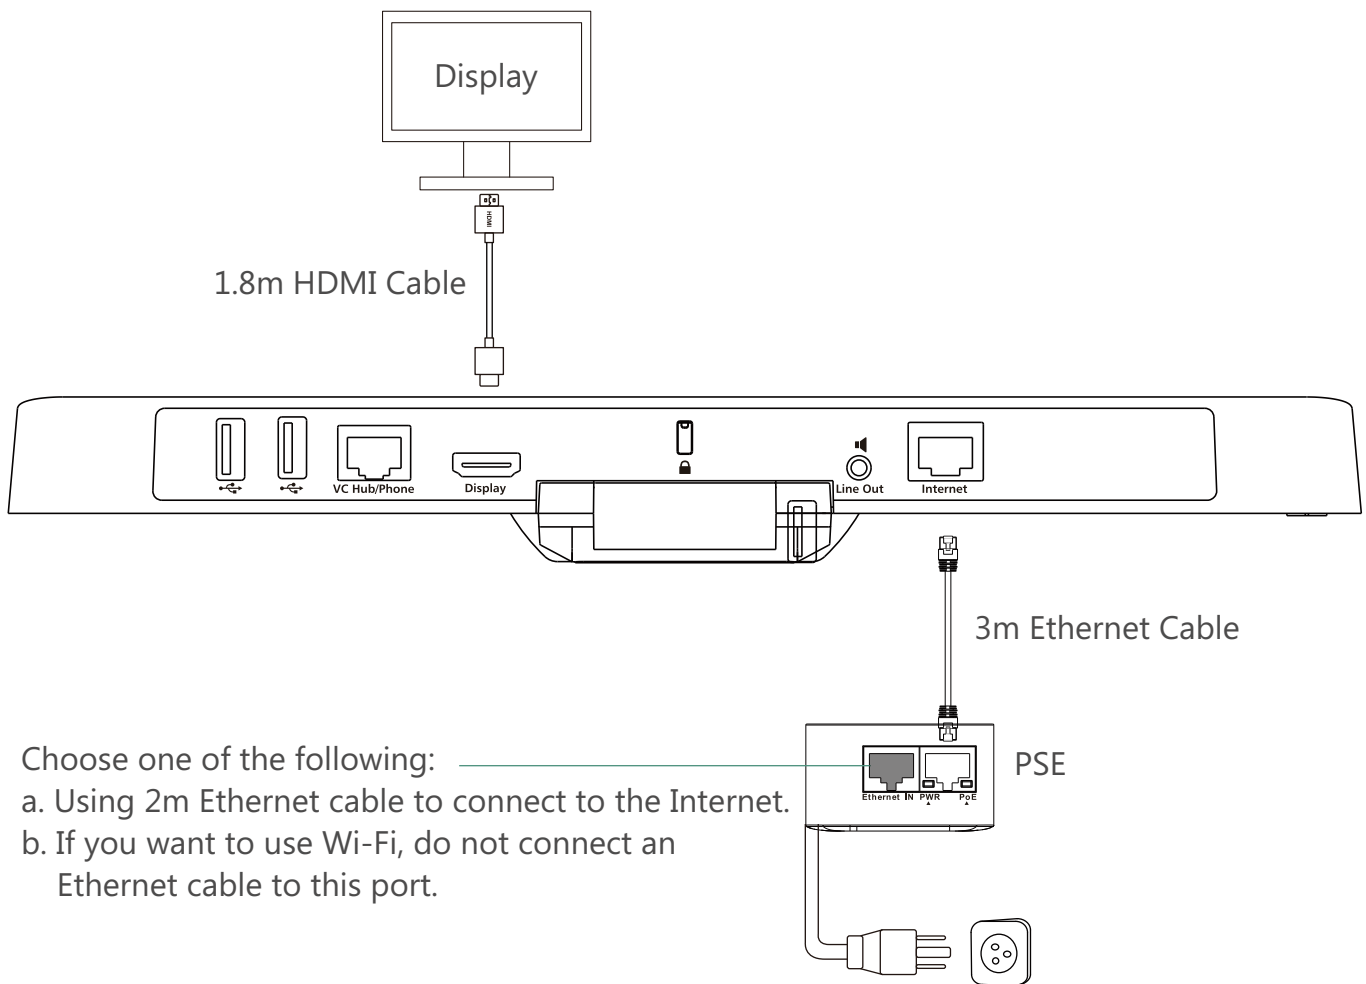 Display
HDMI
1.8m HDMI Cable
VC Hub/Phone
Display
Line Out
Internet
3m Ethernet Cable
PSE
Ethernet IN PWR PoE
Choose one of the following:
a. Using 2m Ethernet cable to connect to the Internet.
b. If you want to use Wi-Fi, do not connect an
Ethernet cable to this port.